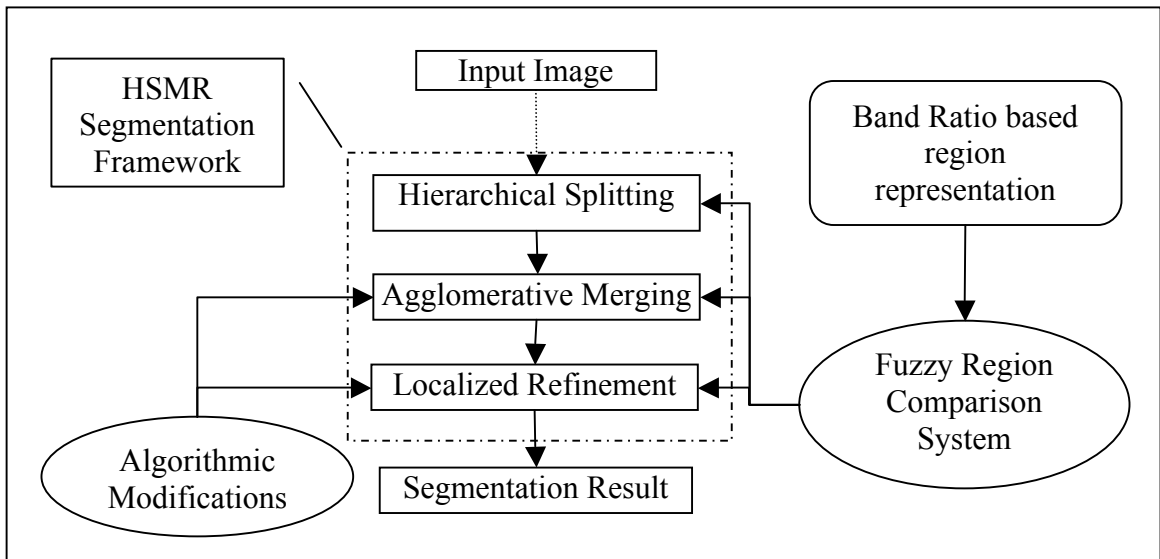 Input Image
HSMR
Segmentation
Framework
Band Ratio based
region
representation
Hierarchical Splitting
Agglomerative Merging
Localized Refinement
Fuzzy Region
Comparison
System
Algorithmic
Modifications
Segmentation Result